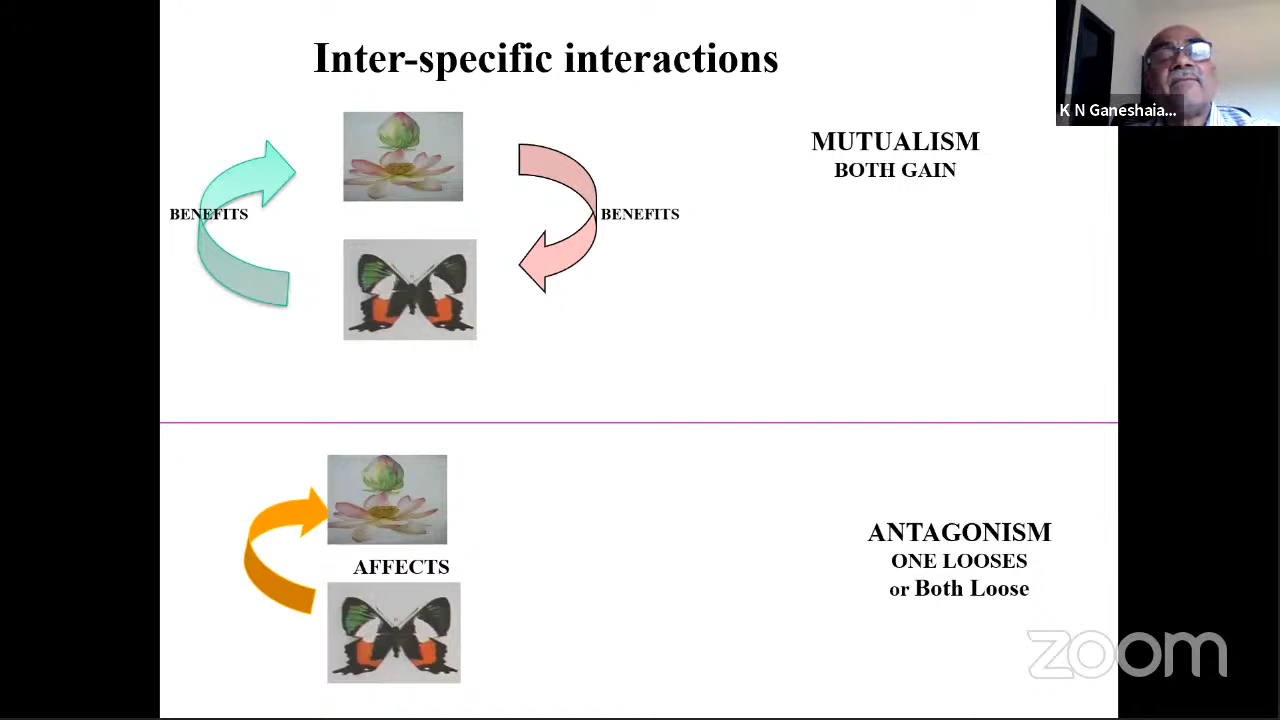 Inter-specific interactions
K N Ganeshaia...
MUTUALISM
BOTH GAIN
BENEFITS
BENEFITS
AFFECTS
ANTAGONISM
ONE LOOSES
or Both Loose
zoom